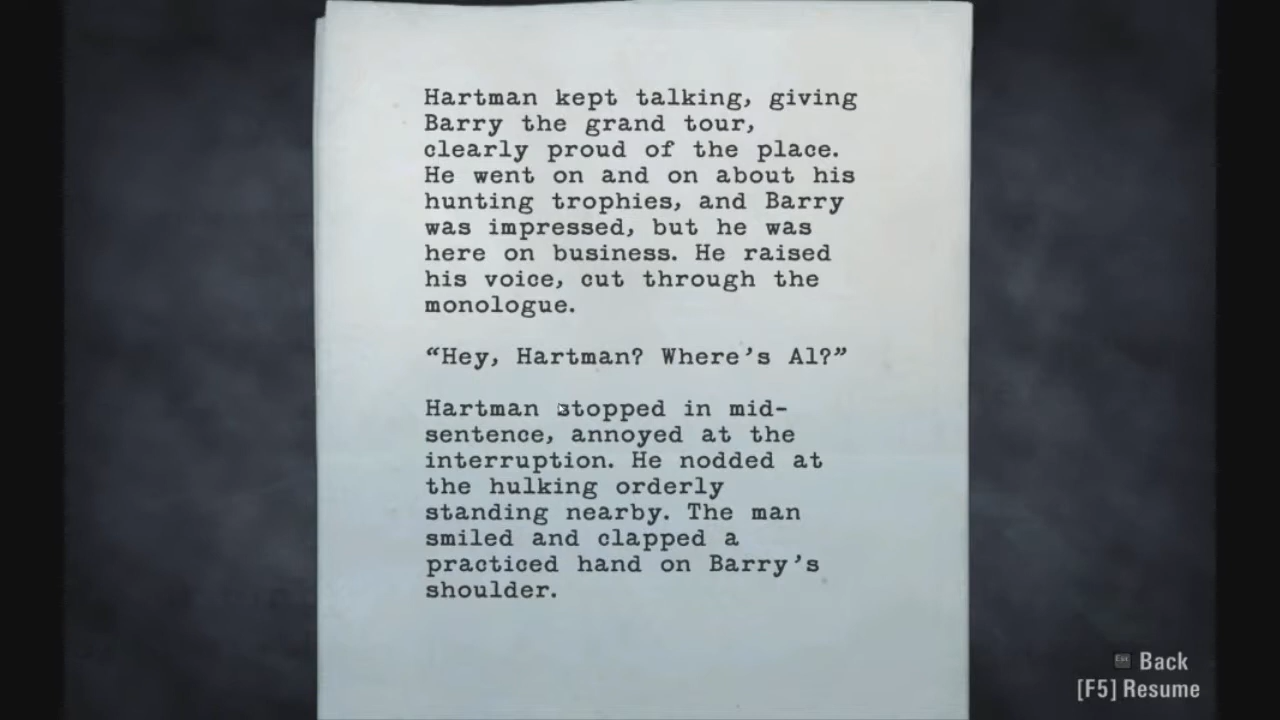 Hartman kept talking, giving
Barry the grand tour,
clearly proud of the place.
He went on and on about his
hunting trophies, and Barry
was impressed, but he was
here on business. He raised
his voice, cut through the
monologue.
“Hey, Hartman? Where’s Al?”
Hartman stopped in mid-
sentence, annoyed at the
interruption. He nodded at
the hulking orderly
standing nearby. The man
smiled and clapped a
practiced hand on Barry’s
shoulder.
Esc Back
[F5] Resume